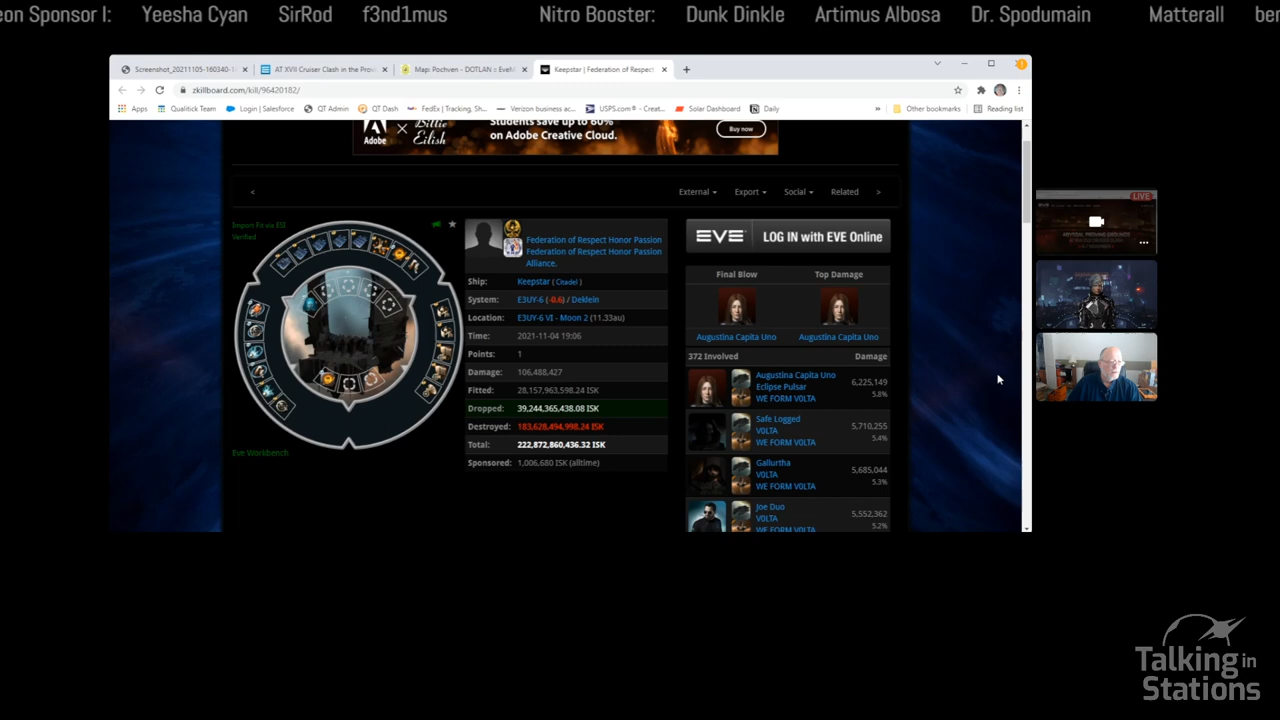 eon Sponsor I: Yeesha Cyan SirRod f3nd1mus Nitro Booster: Dunk Dinkle Artimus Albosa Dr. Spodumain Matterall ber
Screenshot_20211105-160340-1 AT XVII Cruiser Clash in the Prov Map: Pochven - DOTLAN :: EveM Keepstar | Federation of Respect
zkillboard.com/kill/96420182/
Apps Qualitick Team Login | Salesforce QT Admin QT Dash FedEx | Tracking, Sh... Verizon business ac... USPS.com® - Creat... Solar Dashboard Daily » Other bookmarks Reading list
Adobe × Billie Eilish
Students save up to 60%
on Adobe Creative Cloud.
Buy now
< External Export Social Related >
Import Fit via ESI
Verified
Eve Workbench
Federation of Respect Honor Passion
Federation of Respect Honor Passion
Alliance.
Ship: Keepstar ( Citadel )
System: E3UY-6 (-0.6) / Deklein
Location: E3UY-6 VI - Moon 2 (11.33au)
Time: 2021-11-04 19:06
Points: 1
Damage: 106,488,427
Fitted: 28,157,963,598.24 ISK
Dropped: 39,244,365,438.08 ISK
Destroyed: 183,628,494,998.24 ISK
Total: 222,872,860,436.32 ISK
Sponsored: 1,006,680 ISK (alltime)
EVE LOG IN with EVE Online
Final Blow Top Damage
Augustina Capita Uno Augustina Capita Uno
372 Involved Damage
Augustina Capita Uno
Eclipse Pulsar
WE FORM V0LTA
6,225,149
5.8%
Safe Logged
V0LTA
WE FORM V0LTA
5,710,255
5.4%
Gallurtha
V0LTA
WE FORM V0LTA
5,685,044
5.3%
Joe Duo
V0LTA
WE FORM V0LTA
5,552,362
5.2%
LIVE
Talking in
Stations